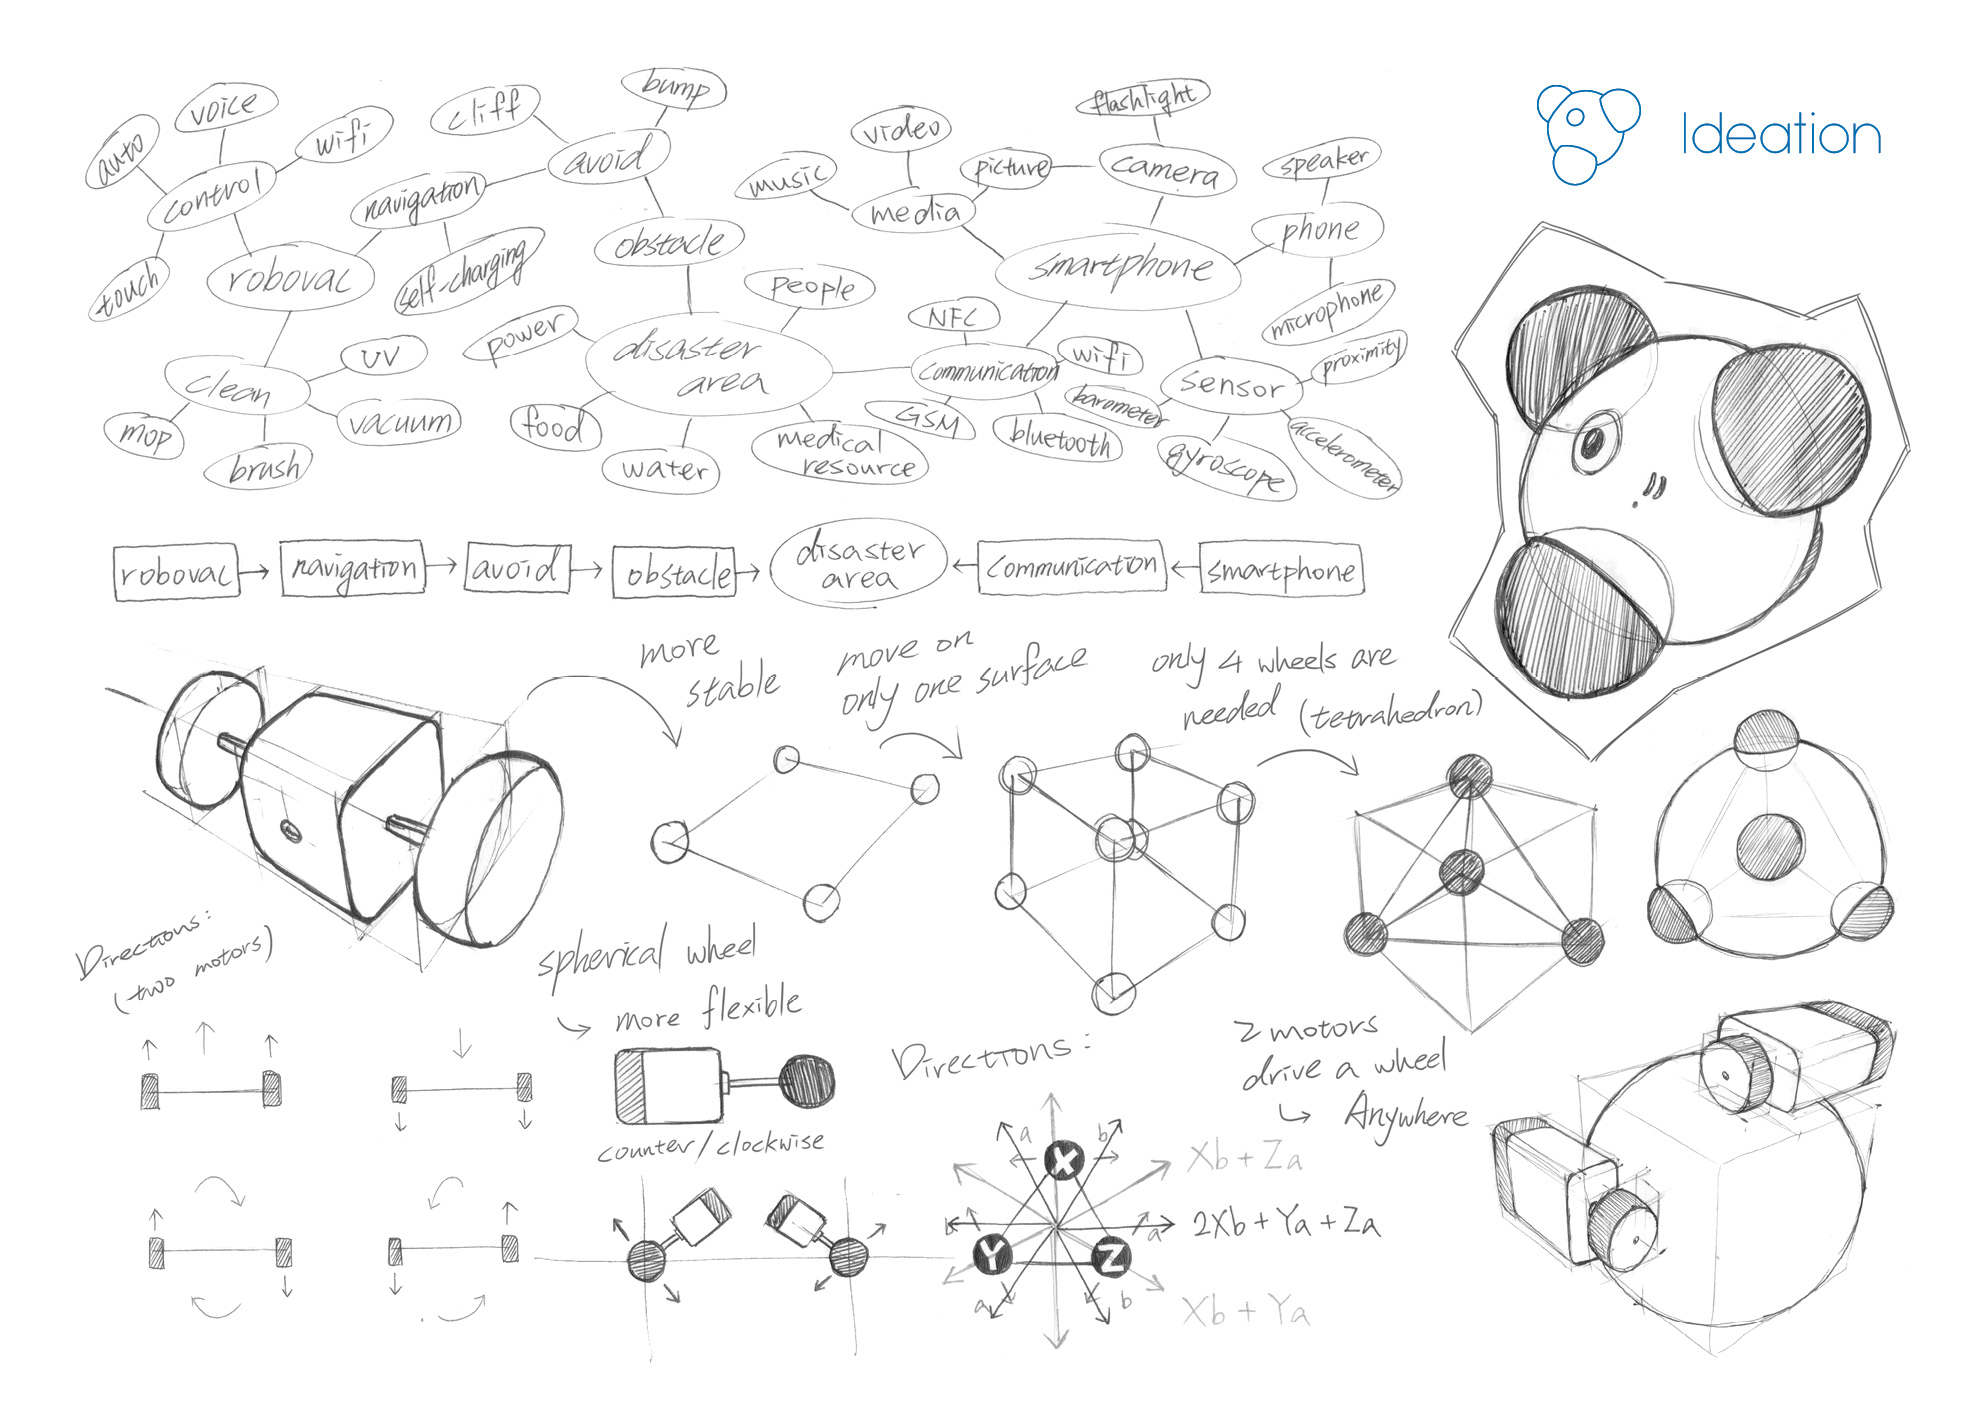 Ideation
auto
voice
wifi
control
touch
robovac
navigation
self-charging
cliff
bump
avoid
obstacle
clean
UV
vacuum
mop
brush
disaster
area
people
power
food
water
medical
resource
music
video
media
picture
flashlight
camera
smartphone
speaker
phone
microphone
NFC
communication
wifi
GSM
bluetooth
sensor
proximity
barometer
gyroscope
accelerometer
robovac
navigation
avoid
obstacle
disaster
area
communication
smartphone
more
stable
move on
only one surface
only 4 wheels are
needed (tetrahedron)
Directions:
(two motors)
spherical wheel
more flexible
counter/clockwise
Directions:
2 motors
drive a wheel
Anywhere
a
b
X
b
a
Y
Z
a
b
Xb + Za
2Xb + Ya + Za
Xb + Ya